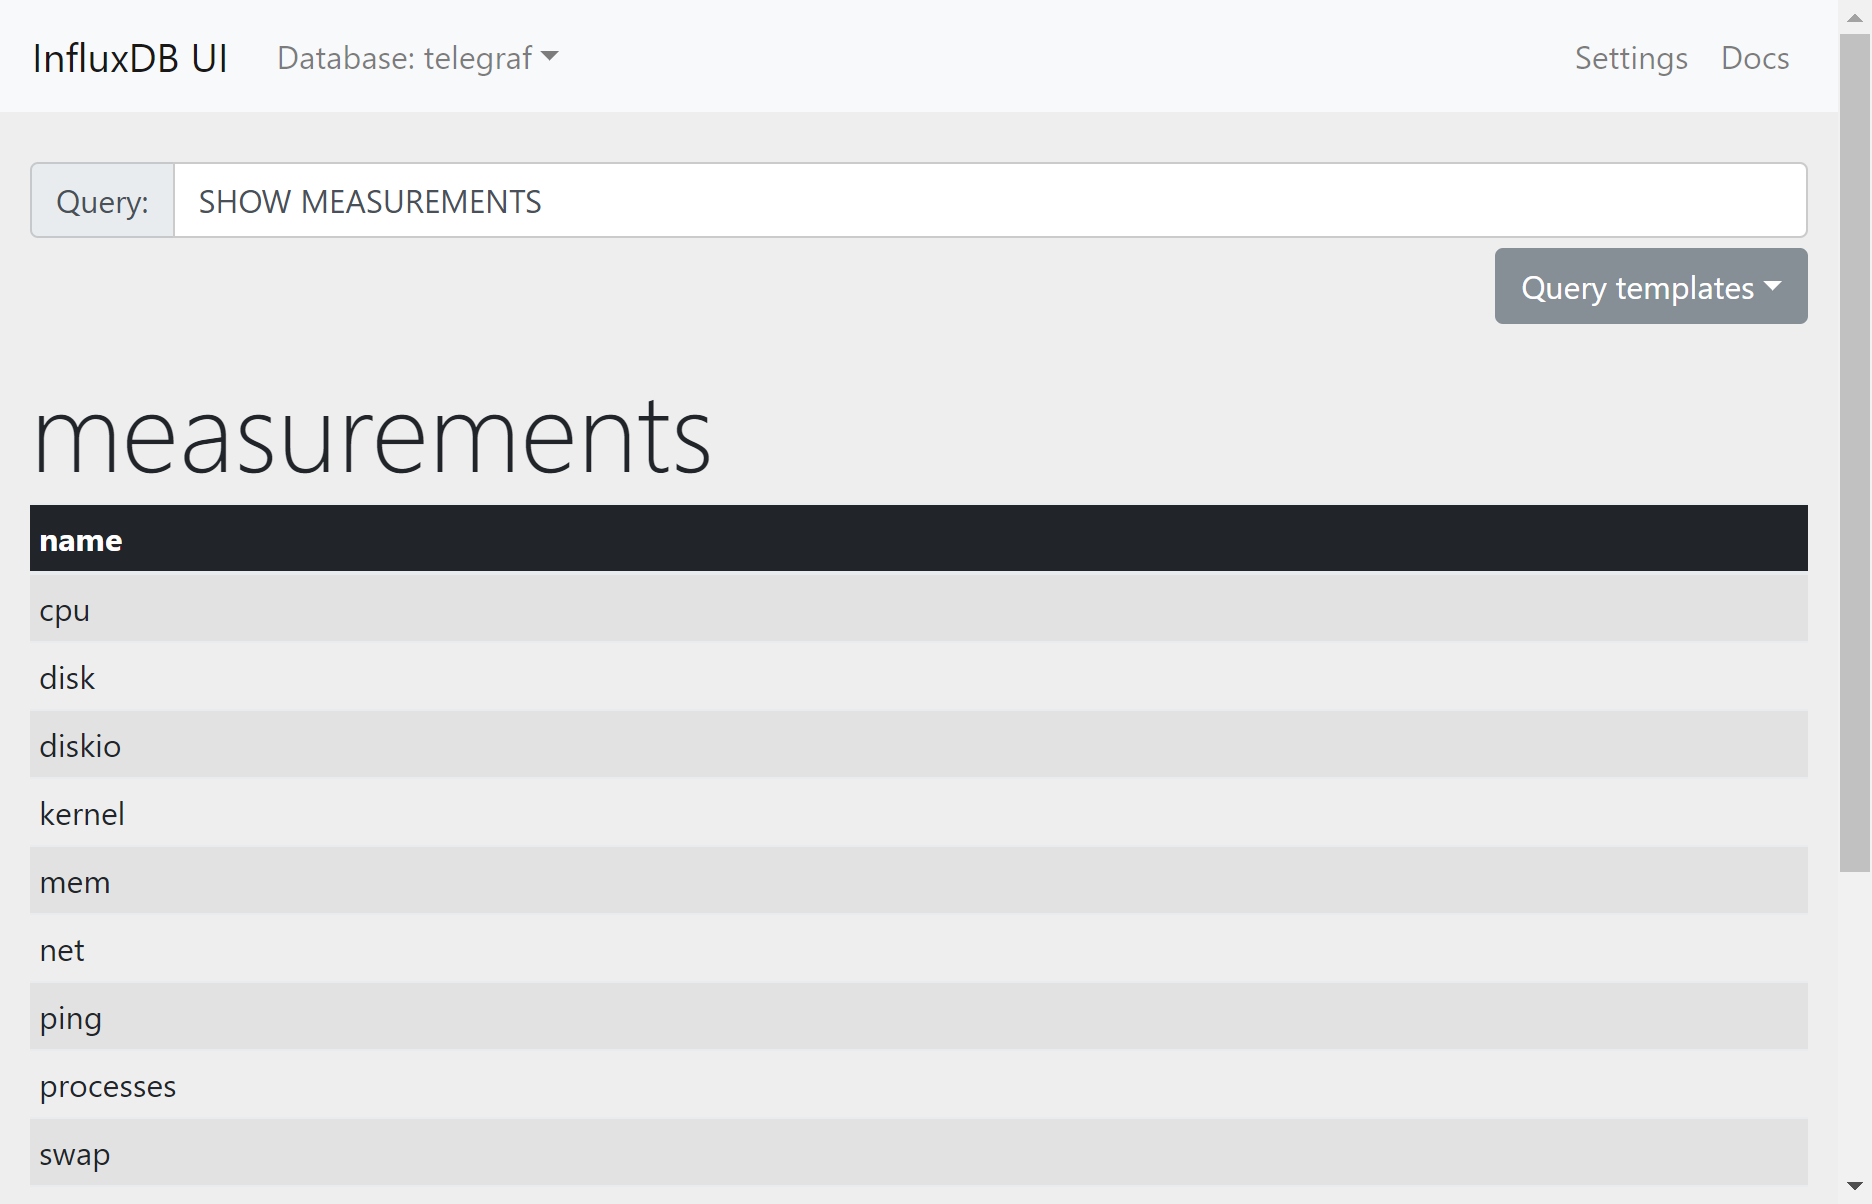 InfluxDB UI Database: telegraf Settings Docs
Query: SHOW MEASUREMENTS
Query templates
measurements
name
cpu
disk
diskio
kernel
mem
net
ping
processes
swap